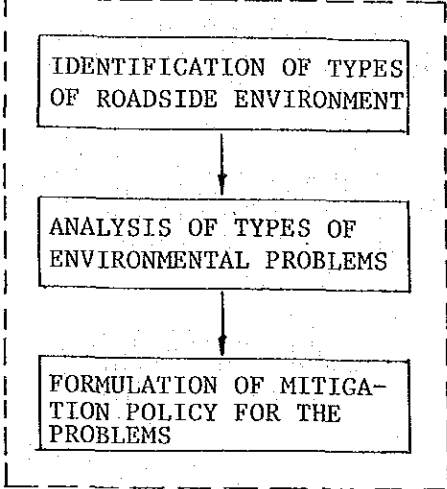 IDENTIFICATION OF TYPES
OF ROADSIDE ENVIRONMENT
ANALYSIS OF TYPES OF
ENVIRONMENTAL PROBLEMS
FORMULATION OF MITIGA-
TION POLICY FOR THE
PROBLEMS